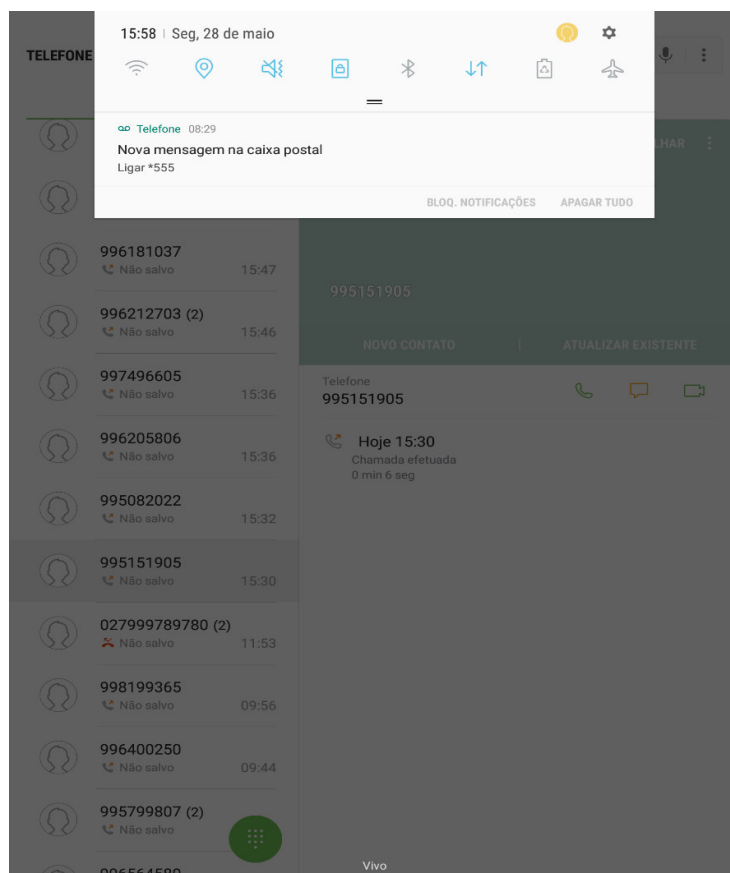 15:58 | Seg, 28 de maio
TELEFONE
Telefone 08:29
Nova mensagem na caixa postal
Ligar *555
LHAR
BLOQ. NOTIFICAÇÕES APAGAR TUDO
996181037
Não salvo 15:47
996212703 (2)
Não salvo 15:46
997496605
Não salvo 15:36
996205806
Não salvo 15:36
995082022
Não salvo 15:32
995151905
Não salvo 15:30
027999789780 (2)
Não salvo 11:53
998199365
Não salvo 09:56
996400250
Não salvo 09:44
995799807 (2)
Não salvo
995151905
NOVO CONTATO | ATUALIZAR EXISTENTE
Telefone
995151905
Hoje 15:30
Chamada efetuada
0 min 6 seg
Vivo